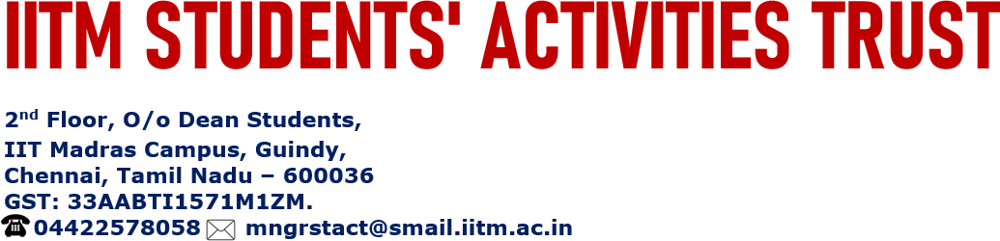 IITM STUDENTS' ACTIVITIES TRUST
2nd Floor, O/o Dean Students,
IIT Madras Campus, Guindy,
Chennai, Tamil Nadu – 600036
GST: 33AABTI1571M1ZM.
04422578058 mngrstact@smail.iitm.ac.in